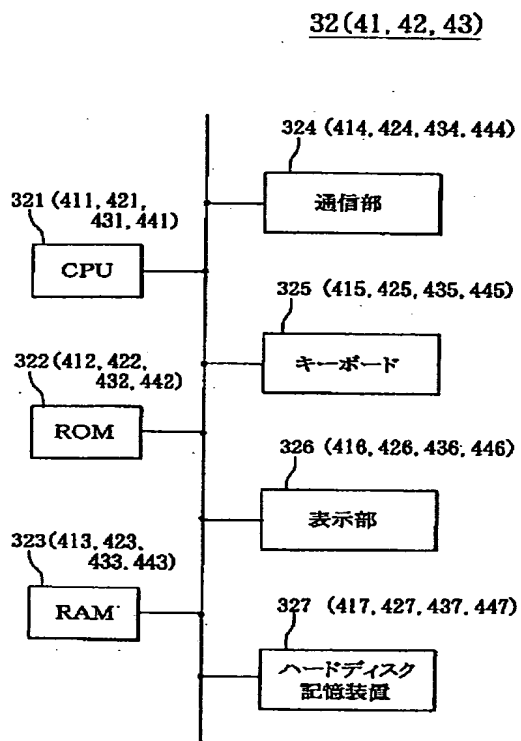 32(41, 42, 43)
324 (414, 424, 434, 444)
通信部
321 (411, 421,
431, 441)
CPU
325 (415, 425, 435, 445)
キーボード
322(412, 422,
432, 442)
ROM
326 (416, 426, 436, 446)
表示部
323(413, 423,
433, 443)
RAM
327 (417, 427, 437, 447)
ハードディスク
記憶装置